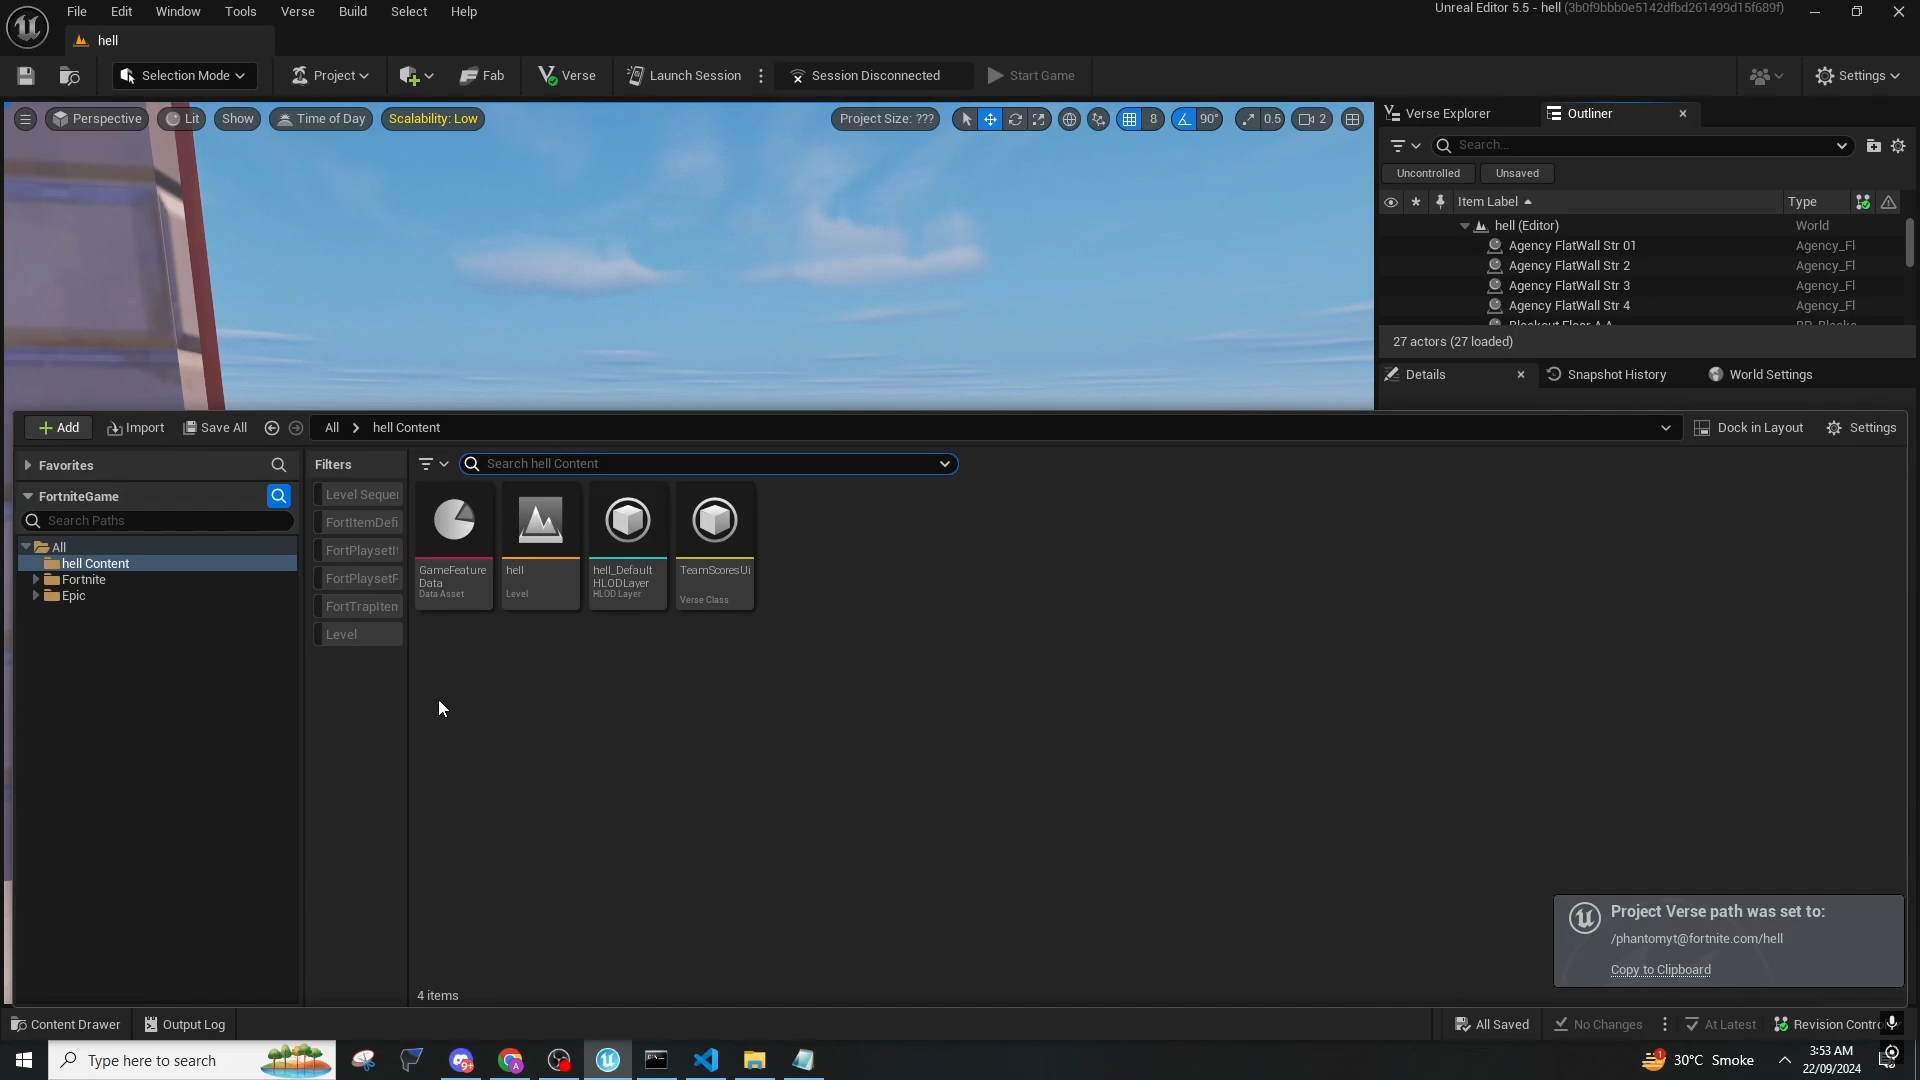 File Edit Window Tools Verse Build Select Help
Unreal Editor 5.5 - hell (3b0f9bbb0e5142dfbd261499d15f689f)
hell
Selection Mode
Project
Fab
Verse
Launch Session
Session Disconnected
Start Game
Settings
Perspective
Lit
Show
Time of Day
Scalability: Low
Project Size: ???
8
90°
0.5
2
Verse Explorer
Outliner
Search...
Uncontrolled
Unsaved
Item Label
Type
hell (Editor) World
Agency FlatWall Str 01 Agency_Fl
Agency FlatWall Str 2 Agency_Fl
Agency FlatWall Str 3 Agency_Fl
Agency FlatWall Str 4 Agency_Fl
27 actors (27 loaded)
Details
Snapshot History
World Settings
Add
Import
Save All
All
hell Content
Dock in Layout
Settings
Favorites
FortniteGame
Search Paths
All
hell Content
Fortnite
Epic
Filters
Level Sequen
FortItemDefi
FortPlaysetIt
FortPlaysetF
FortTrapIten
Level
Search hell Content
GameFeature
Data
Data Asset
hell
Level
hell_Default
HLODLayer
HLOD Layer
TeamScoresUi
Verse Class
4 items
Project Verse path was set to:
/phantomyt@fortnite.com/hell
Copy to Clipboard
Content Drawer
Output Log
All Saved
No Changes
At Latest
Revision Contro
Type here to search
9+
A
1
30°C Smoke
3:53 AM
22/09/2024